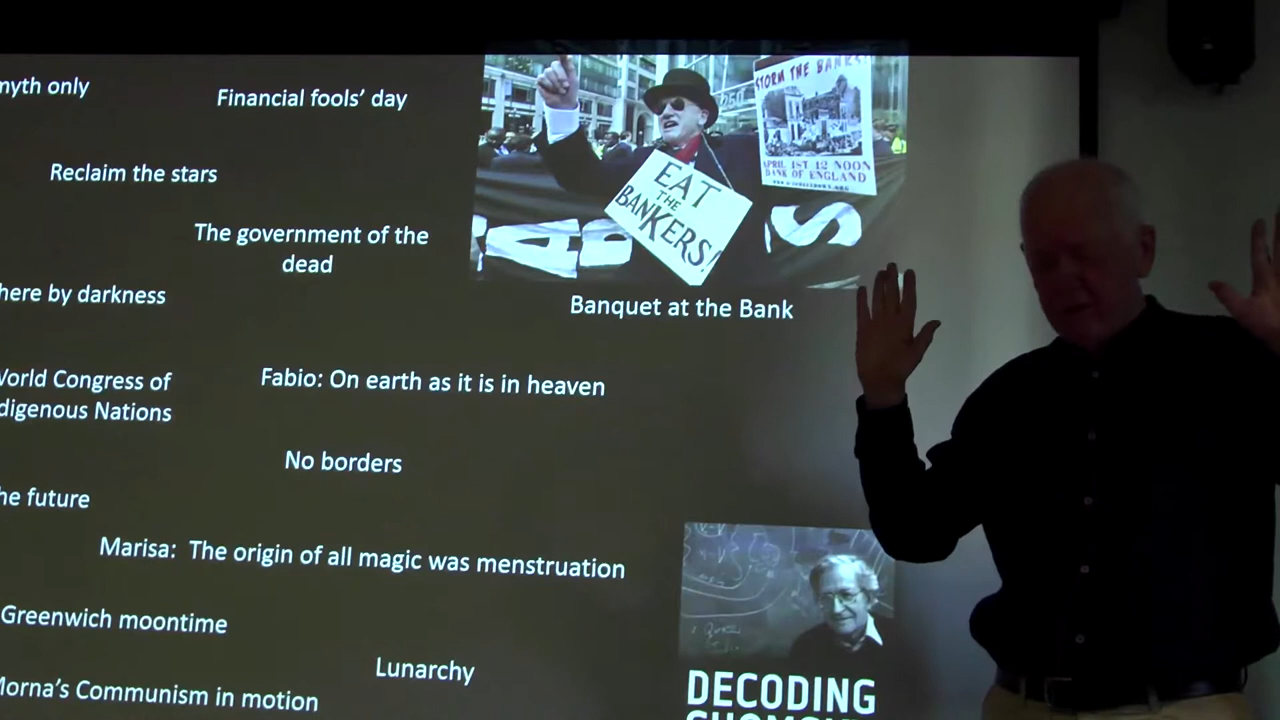 myth only
Financial fools' day
STORM THE BANKS
APRIL 1ST 12 NOON
BANK OF ENGLAND
EAT
THE
BANKERS!
Reclaim the stars
The government of the
dead
here by darkness
Banquet at the Bank
World Congress of
digenous Nations
Fabio: On earth as it is in heaven
No borders
he future
Marisa: The origin of all magic was menstruation
Greenwich moontime
Lunarchy
Morna's Communism in motion
DECODING
CHOMSKY